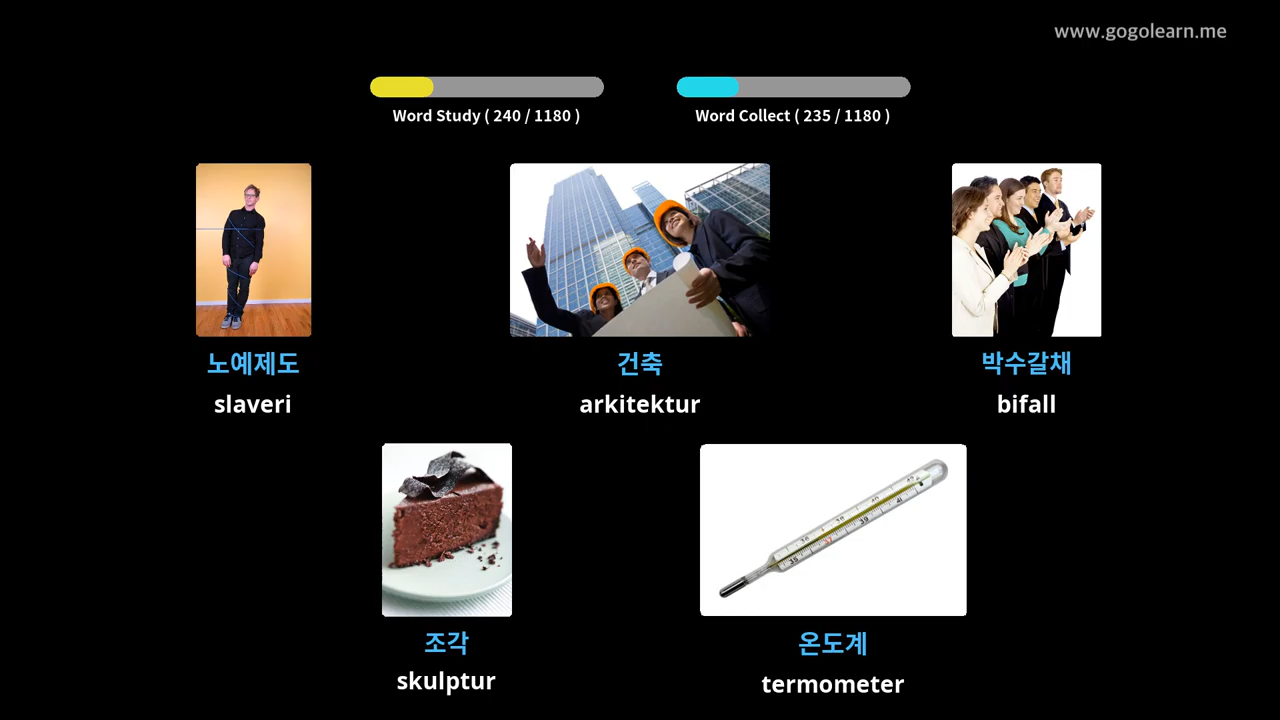 www.gogolearn.me
Word Study ( 240 / 1180 )
Word Collect ( 235 / 1180 )
노예제도
slaveri
건축
arkitektur
박수갈채
bifall
조각
skulptur
온도계
termometer